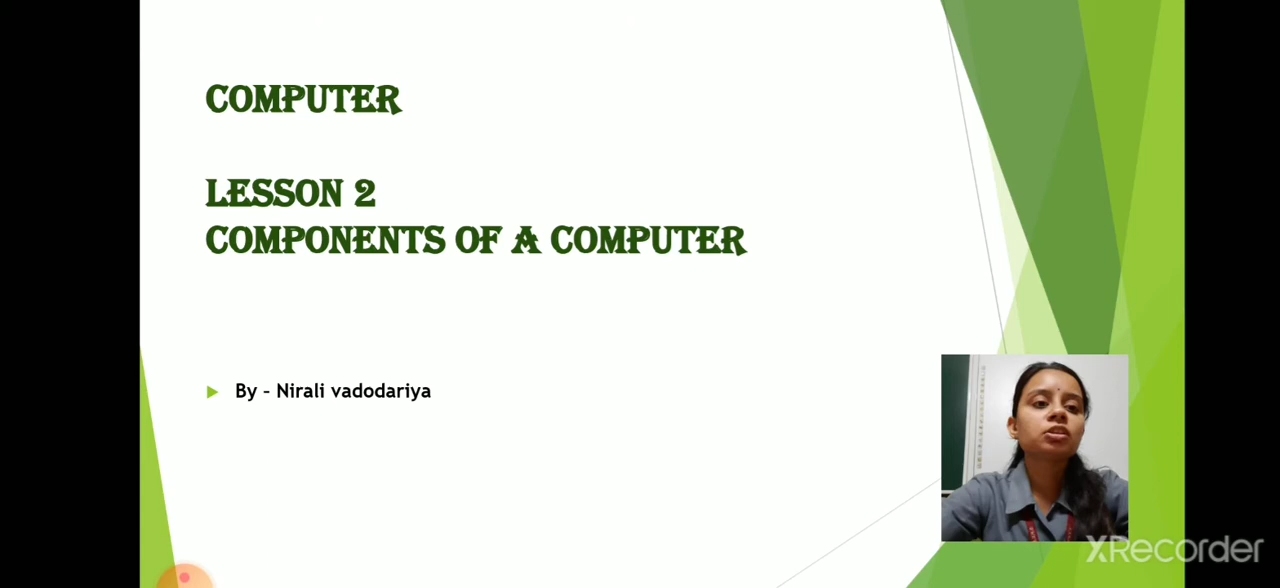 COMPUTER
LESSON 2
COMPONENTS OF A COMPUTER
By - Nirali vadodariya
XRecorder